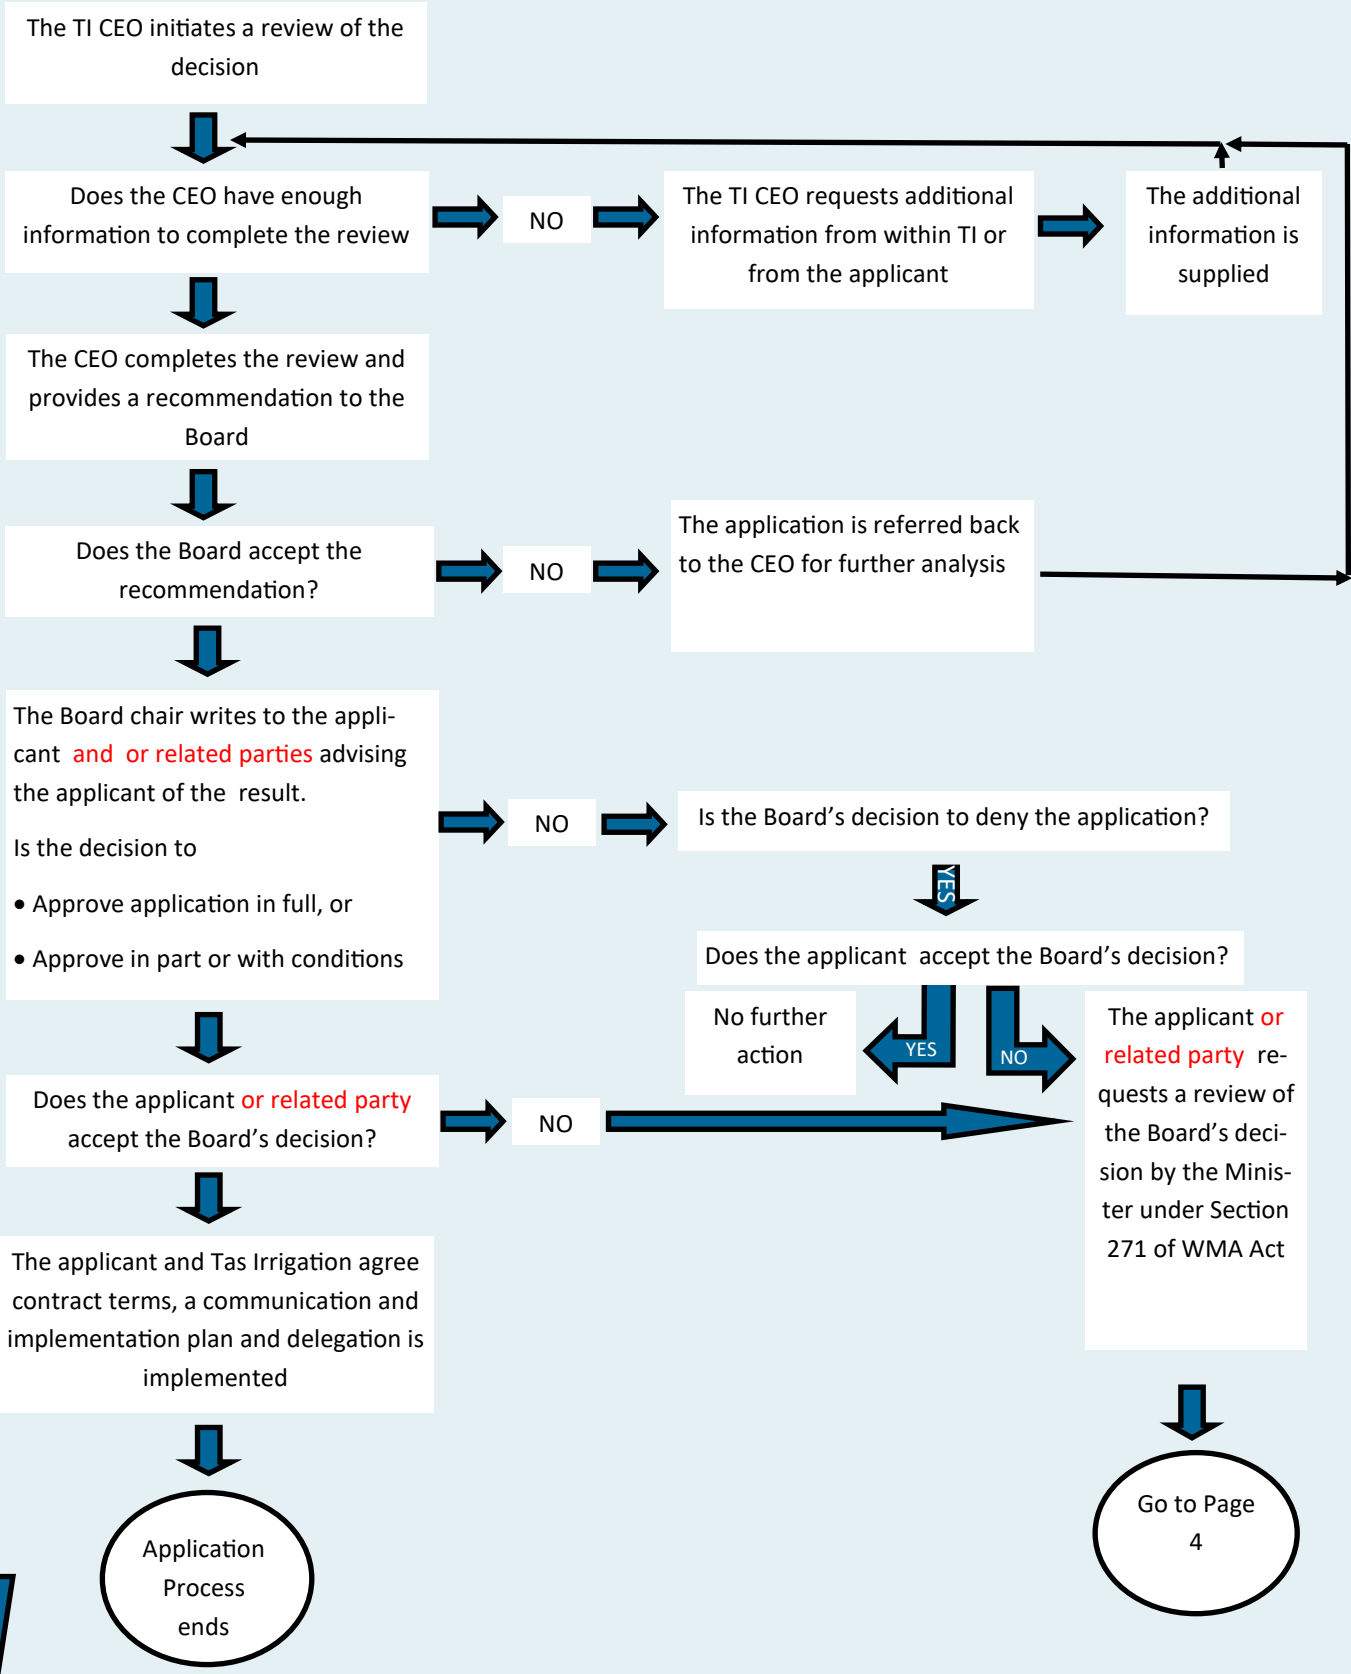 The TI CEO initiates a review of the
decision
Does the CEO have enough
information to complete the review
NO
The TI CEO requests additional
information from within TI or
from the applicant
The additional
information is
supplied
The CEO completes the review and
provides a recommendation to the
Board
Does the Board accept the
recommendation?
NO
The application is referred back
to the CEO for further analysis
The Board chair writes to the appli-
cant and or related parties advising
the applicant of the result.
Is the decision to
• Approve application in full, or
• Approve in part or with conditions
NO
Is the Board’s decision to deny the application?
YES
Does the applicant accept the Board’s decision?
No further
action
YES
NO
The applicant or
related party re-
quests a review of
the Board’s deci-
sion by the Minis-
ter under Section
271 of WMA Act
Does the applicant or related party
accept the Board’s decision?
NO
The applicant and Tas Irrigation agree
contract terms, a communication and
implementation plan and delegation is
implemented
Go to Page
4
Application
Process
ends